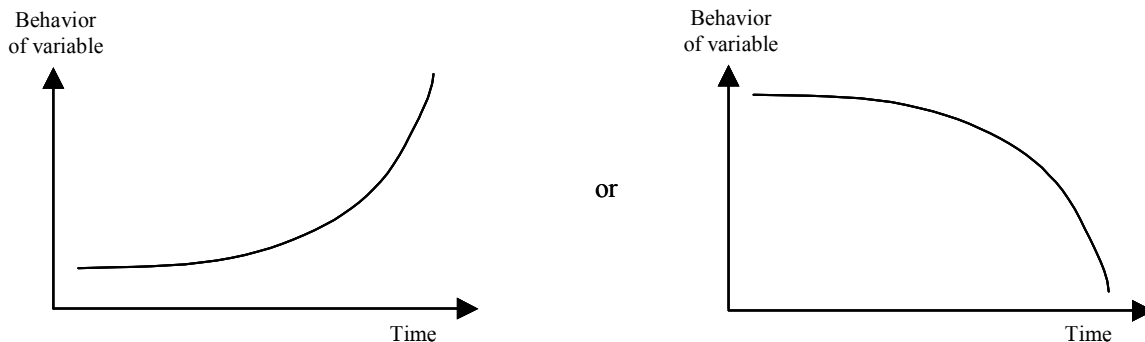 Behavior
of variable
Time
or
Behavior
of variable
Time